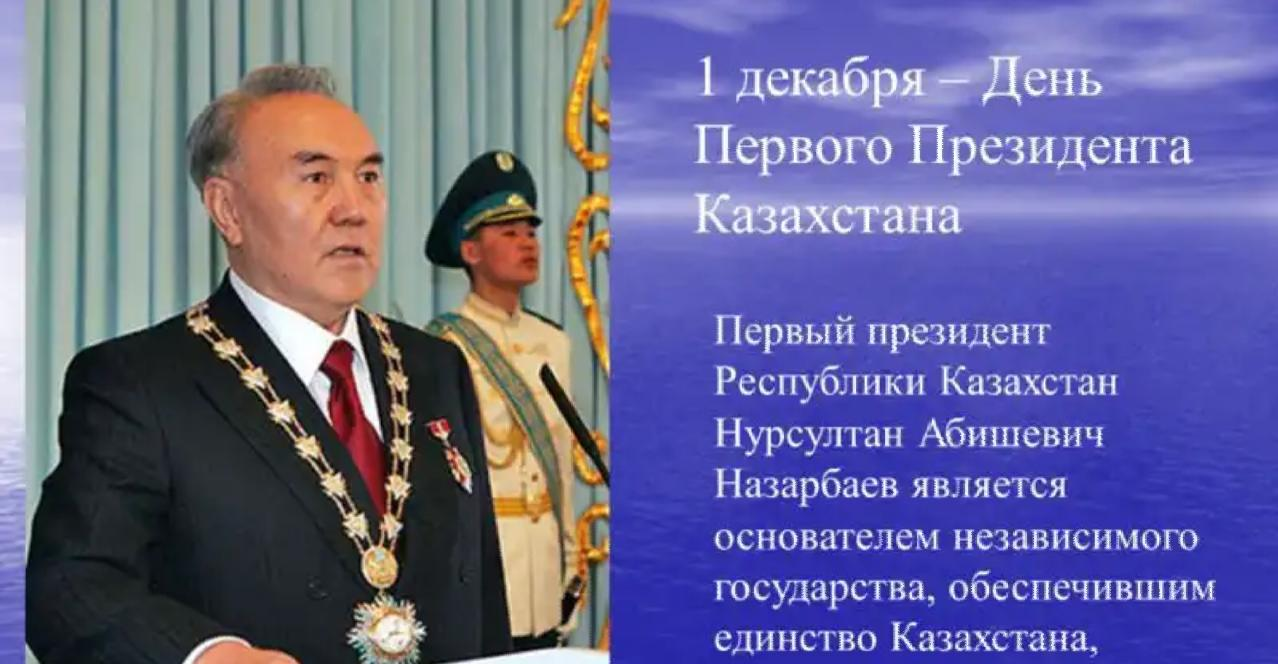 1 декабря – День
Первого Президента
Казахстана
Первый президент
Республики Казахстан
Нурсултан Абишевич
Назарбаев является
основателем независимого
государства, обеспечившим
единство Казахстана,